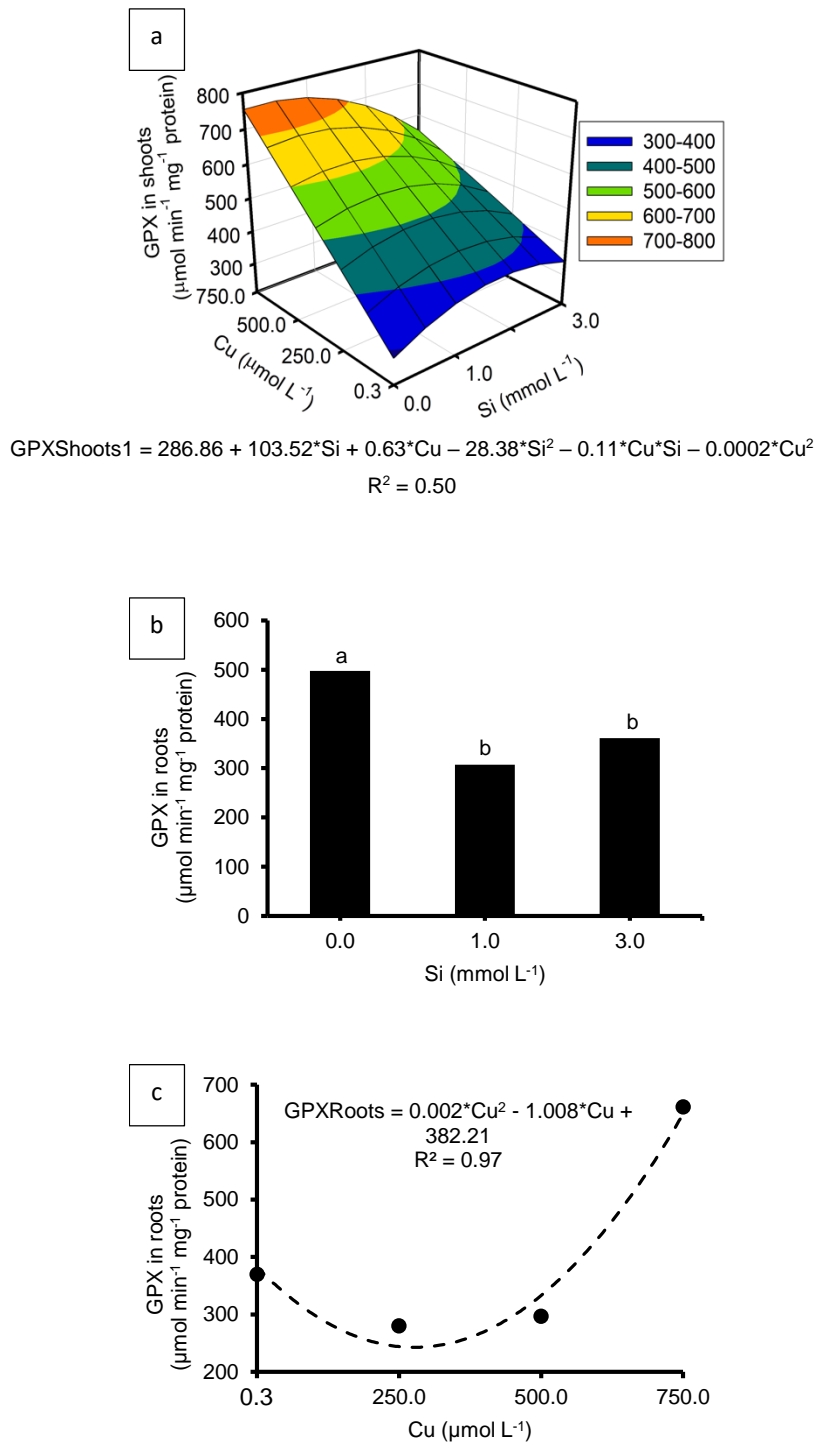 a
GPX in shoots
(μmol min-1 mg-1 protein)
800
700
600
500
400
300
750.0
500.0
250.0
0.3
Cu (μmol L-1)
0.0
1.0
3.0
Si (mmol L-1)
300-400
400-500
500-600
600-700
700-800
GPXShoots1 = 286.86 + 103.52*Si + 0.63*Cu – 28.38*Si2 – 0.11*Cu*Si – 0.0002*Cu2
R2 = 0.50
b
GPX in roots
(μmol min-1 mg-1 protein)
600
500
400
300
200
100
0
a
b
b
0.0
1.0
3.0
Si (mmol L-1)
c
GPX in roots
(μmol min-1 mg-1 protein)
700
600
500
400
300
200
GPXRoots = 0.002*Cu2 - 1.008*Cu +
382.21
R² = 0.97
0.3
250.0
500.0
750.0
Cu (μmol L-1)